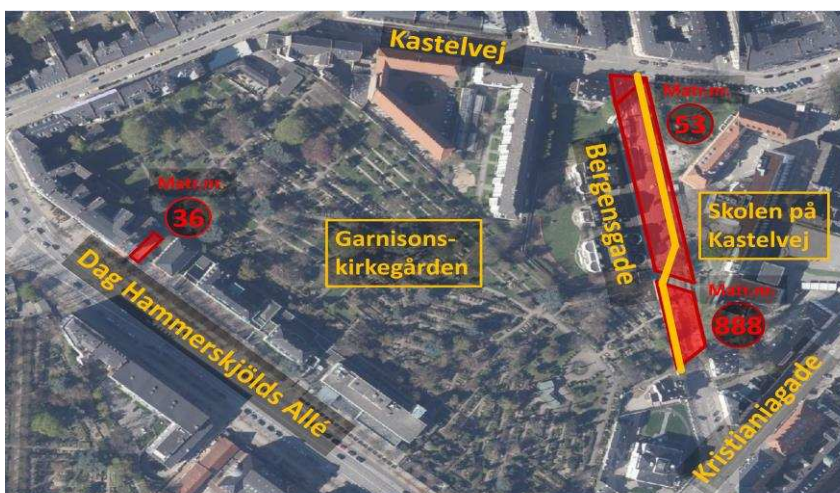 Kastelvej
Matr.nr.
53
Matr.nr.
36
Bergensgade
Skolen på
Kastelvej
Garnisons-
kirkegården
Matr.nr.
888
Dag Hammerskjölds Allé
Kristianiagade